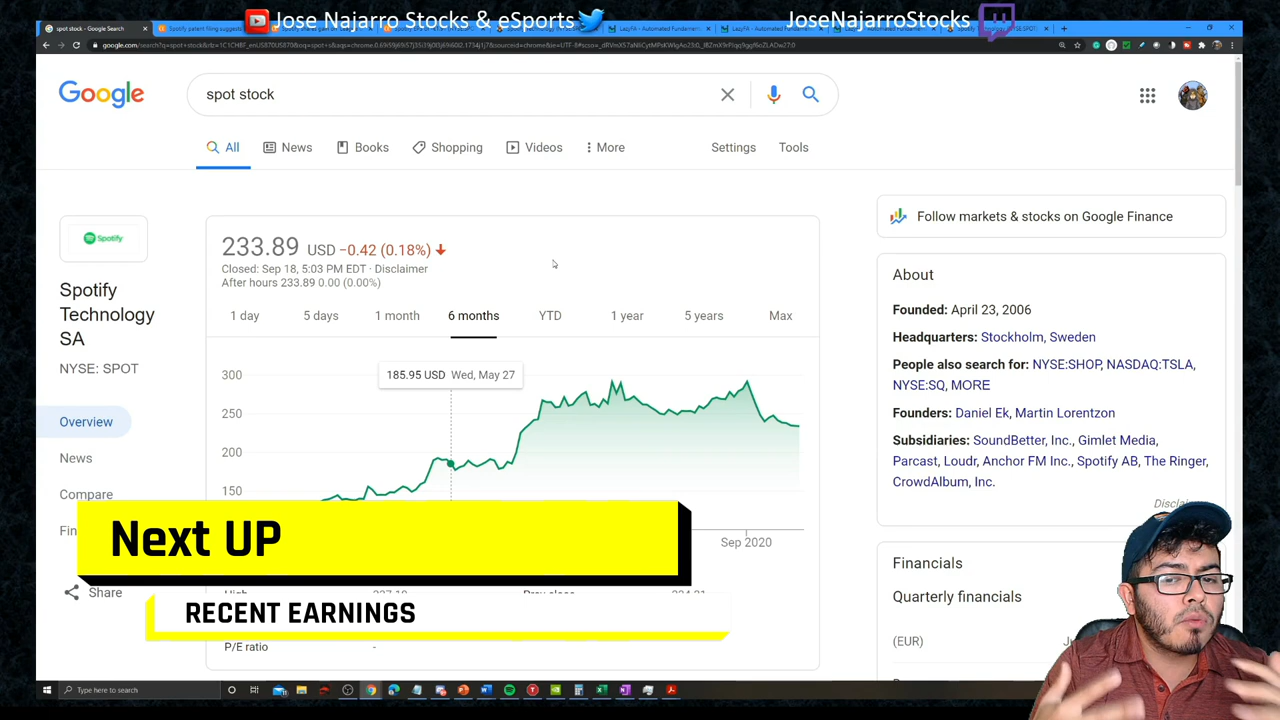 Jose Najarro Stocks & eSports
JoseNajarroStocks
spot stock - Google Search
Google
spot stock
All
News
Books
Shopping
Videos
More
Settings
Tools
Spotify
Spotify
Technology
SA
NYSE: SPOT
Overview
News
Compare
Share
233.89 USD −0.42 (0.18%)
Closed: Sep 18, 5:03 PM EDT · Disclaimer
After hours 233.89 0.00 (0.00%)
1 day
5 days
1 month
6 months
YTD
1 year
5 years
Max
185.95 USD Wed, May 27
300
250
200
150
Sep 2020
P/E ratio
-
Next UP
RECENT EARNINGS
Follow markets & stocks on Google Finance
About
Founded: April 23, 2006
Headquarters: Stockholm, Sweden
People also search for: NYSE:SHOP, NASDAQ:TSLA,
NYSE:SQ, MORE
Founders: Daniel Ek, Martin Lorentzon
Subsidiaries: SoundBetter, Inc., Gimlet Media,
Parcast, Loudr, Anchor FM Inc., Spotify AB, The Ringer,
CrowdAlbum, Inc.
Financials
Quarterly financials
(EUR)
Type here to search